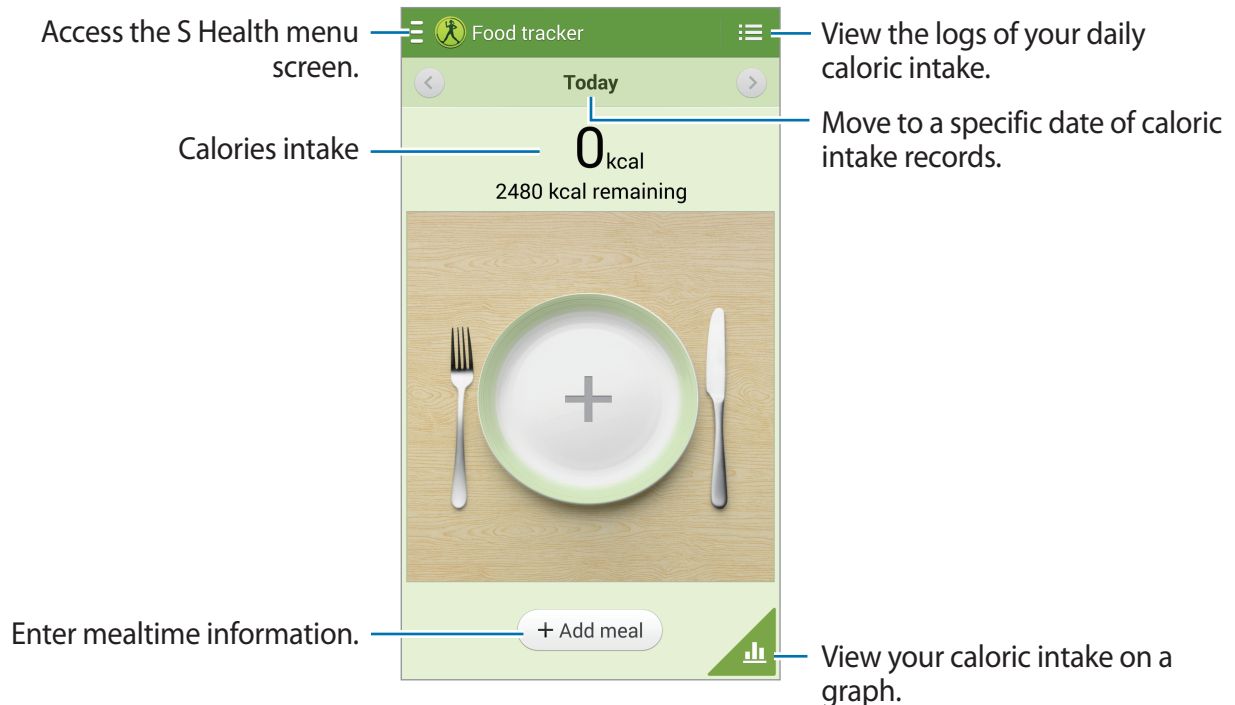 Access the S Health menu
screen.
Food tracker
View the logs of your daily
caloric intake.
Today
Move to a specific date of caloric
intake records.
Calories intake
0 kcal
2480 kcal remaining
Enter mealtime information.
+ Add meal
View your caloric intake on a
graph.